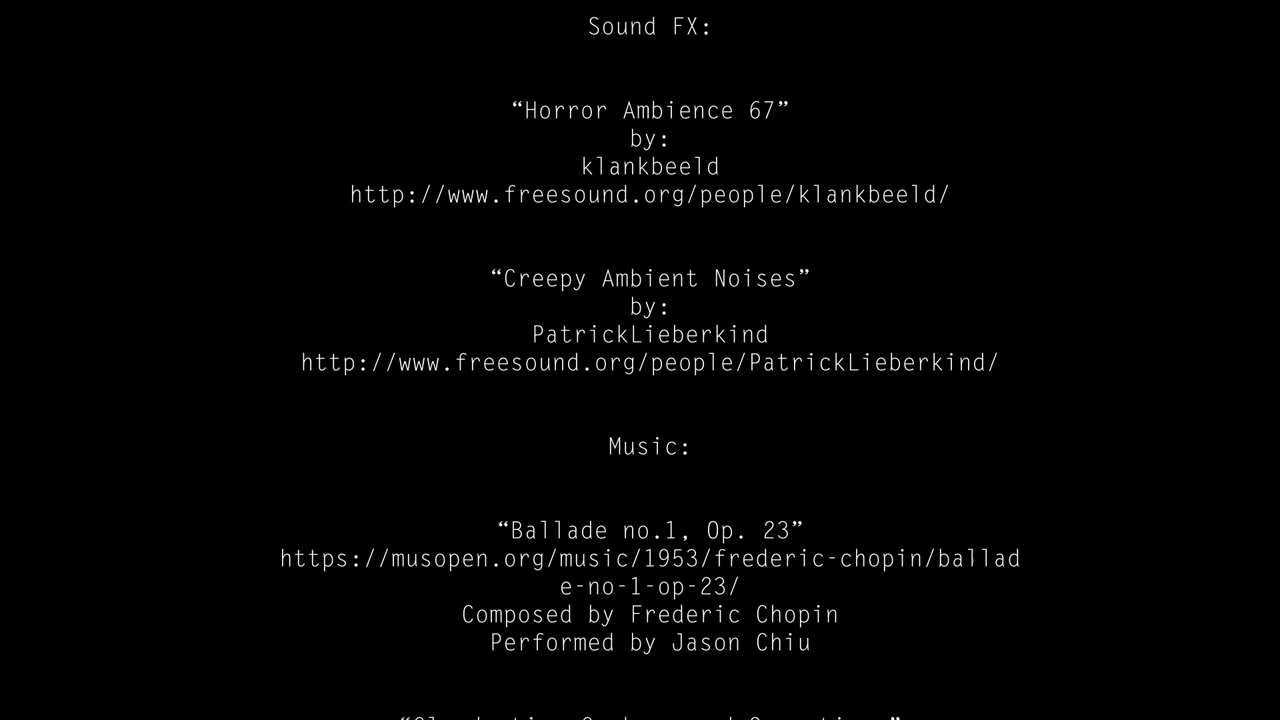 Sound FX:
“Horror Ambience 67”
by:
klankbeeld
http://www.freesound.org/people/klankbeeld/
“Creepy Ambient Noises”
by:
PatrickLieberkind
http://www.freesound.org/people/PatrickLieberkind/
Music:
“Ballade no.1, Op. 23”
https://musopen.org/music/1953/frederic-chopin/ballad
e-no-1-op-23/
Composed by Frederic Chopin
Performed by Jason Chiu